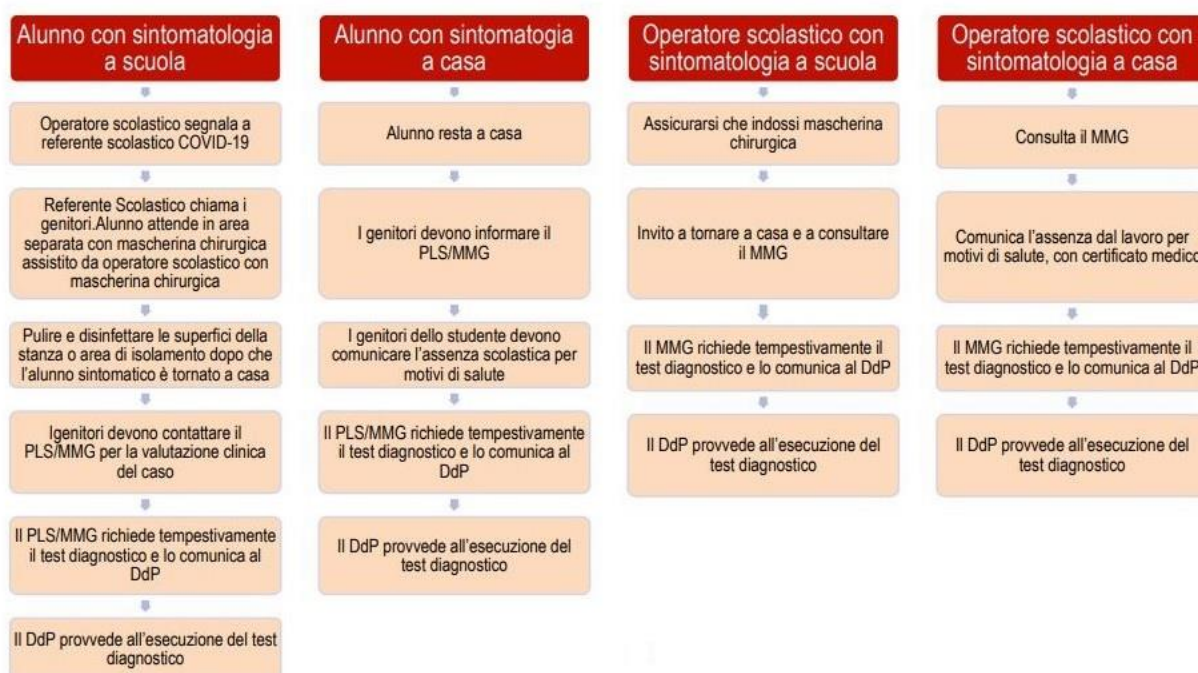 Alunno con sintomatologia
a scuola
Operatore scolastico segnala a
referente scolastico COVID-19
Referente Scolastico chiama i
genitori.Alunno attende in area
separata con mascherina chirurgica
assistito da operatore scolastico con
mascherina chirurgica
Pulire e disinfettare le superfici della
stanza o area di isolamento dopo che
l'alunno sintomatico è tornato a casa
Igenitori devono contattare il
PLS/MMG per la valutazione clinica
del caso
Il PLS/MMG richiede tempestivamente
il test diagnostico e lo comunica al
DdP
Il DdP provvede all'esecuzione del test
diagnostico
Alunno con sintomatogia
a casa
Alunno resta a casa
I genitori devono informare il
PLS/MMG
I genitori dello studente devono
comunicare l'assenza scolastica per
motivi di salute
Il PLS/MMG richiede tempestivamente
il test diagnostico e lo comunica al
DdP
Il DdP provvede all'esecuzione del
test diagnostico
Operatore scolastico con
sintomatologia a scuola
Assicurarsi che indossi mascherina
chirurgica
Invito a tornare a casa e a consultare
il MMG
Il MMG richiede tempestivamente il
test diagnostico e lo comunica al DdP
Il DdP provvede all'esecuzione del
test diagnostico
Operatore scolastico con
sintomatologia a casa
Consulta il MMG
Comunica l'assenza dal lavoro per
motivi di salute, con certificato medico
Il MMG richiede tempestivamente il
test diagnostico e lo comunica al DdP
Il DdP provvede all'esecuzione del
test diagnostico